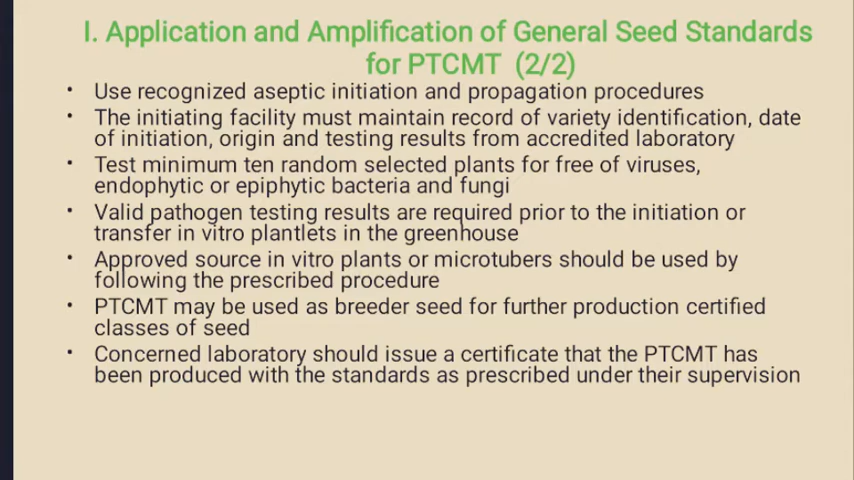 I. Application and Amplification of General Seed Standards
for PTCMT (2/2)
• Use recognized aseptic initiation and propagation procedures
• The initiating facility must maintain record of variety identification, date
of initiation, origin and testing results from accredited laboratory
• Test minimum ten random selected plants for free of viruses,
endophytic or epiphytic bacteria and fungi
• Valid pathogen testing results are required prior to the initiation or
transfer in vitro plantlets in the greenhouse
• Approved source in vitro plants or microtubers should be used by
following the prescribed procedure
• PTCMT may be used as breeder seed for further production certified
classes of seed
• Concerned laboratory should issue a certificate that the PTCMT has
been produced with the standards as prescribed under their supervision